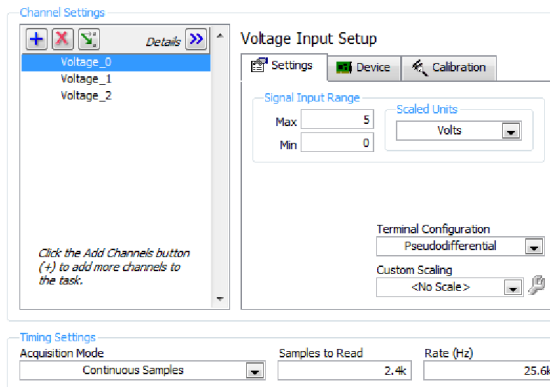 Channel Settings
Details
Voltage_0
Voltage_1
Voltage_2
Click the Add Channels button
(+) to add more channels to
the task.
Voltage Input Setup
Settings
Device
Calibration
Signal Input Range
Max 5
Min 0
Scaled Units
Volts
Terminal Configuration
Pseudodifferential
Custom Scaling
<No Scale>
Timing Settings
Acquisition Mode
Continuous Samples
Samples to Read
2.4k
Rate (Hz)
25.6k